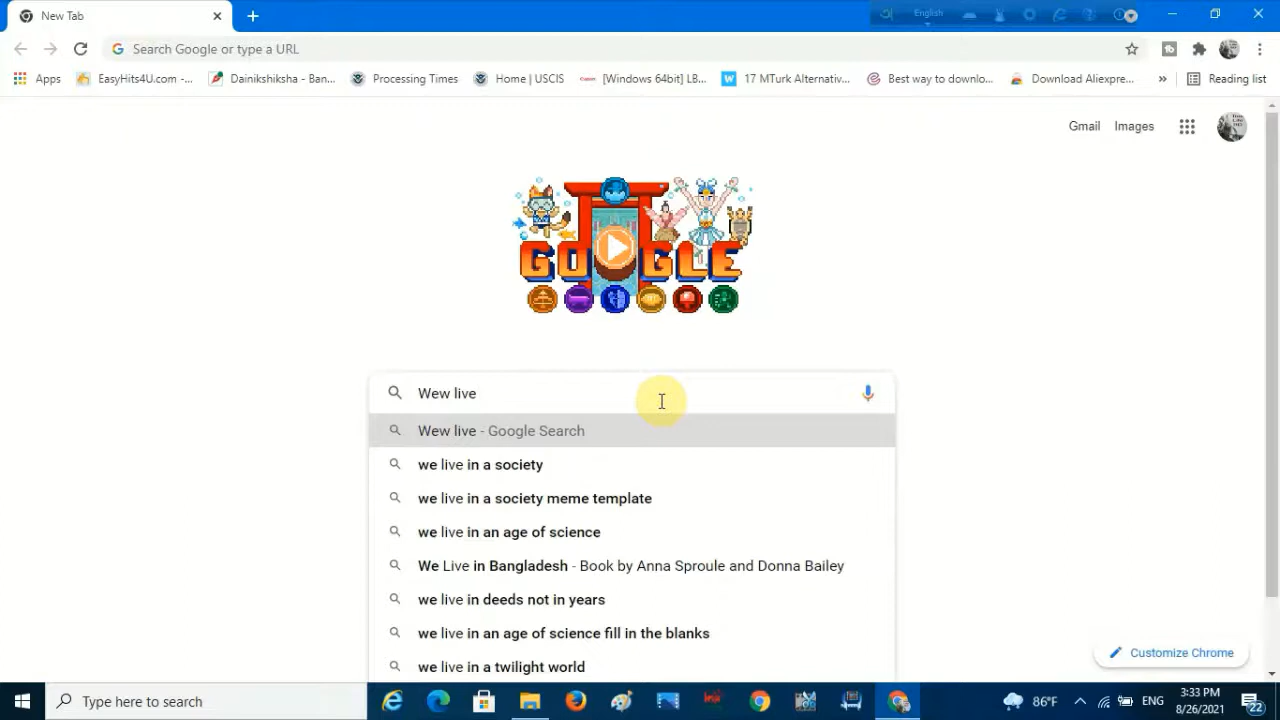 New Tab
English
Search Google or type a URL
Apps
EasyHits4U.com -...
Dainikshiksha - Ban...
Processing Times
Home | USCIS
[Windows 64bit] LB...
17 MTurk Alternativ...
Best way to downlo...
Download Aliexpre...
»
Reading list
Gmail
Images
GOOGLE
Wew live
Wew live - Google Search
we live in a society
we live in a society meme template
we live in an age of science
We Live in Bangladesh - Book by Anna Sproule and Donna Bailey
we live in deeds not in years
we live in an age of science fill in the blanks
we live in a twilight world
Customize Chrome
Type here to search
86°F
ENG
3:33 PM
8/26/2021
22